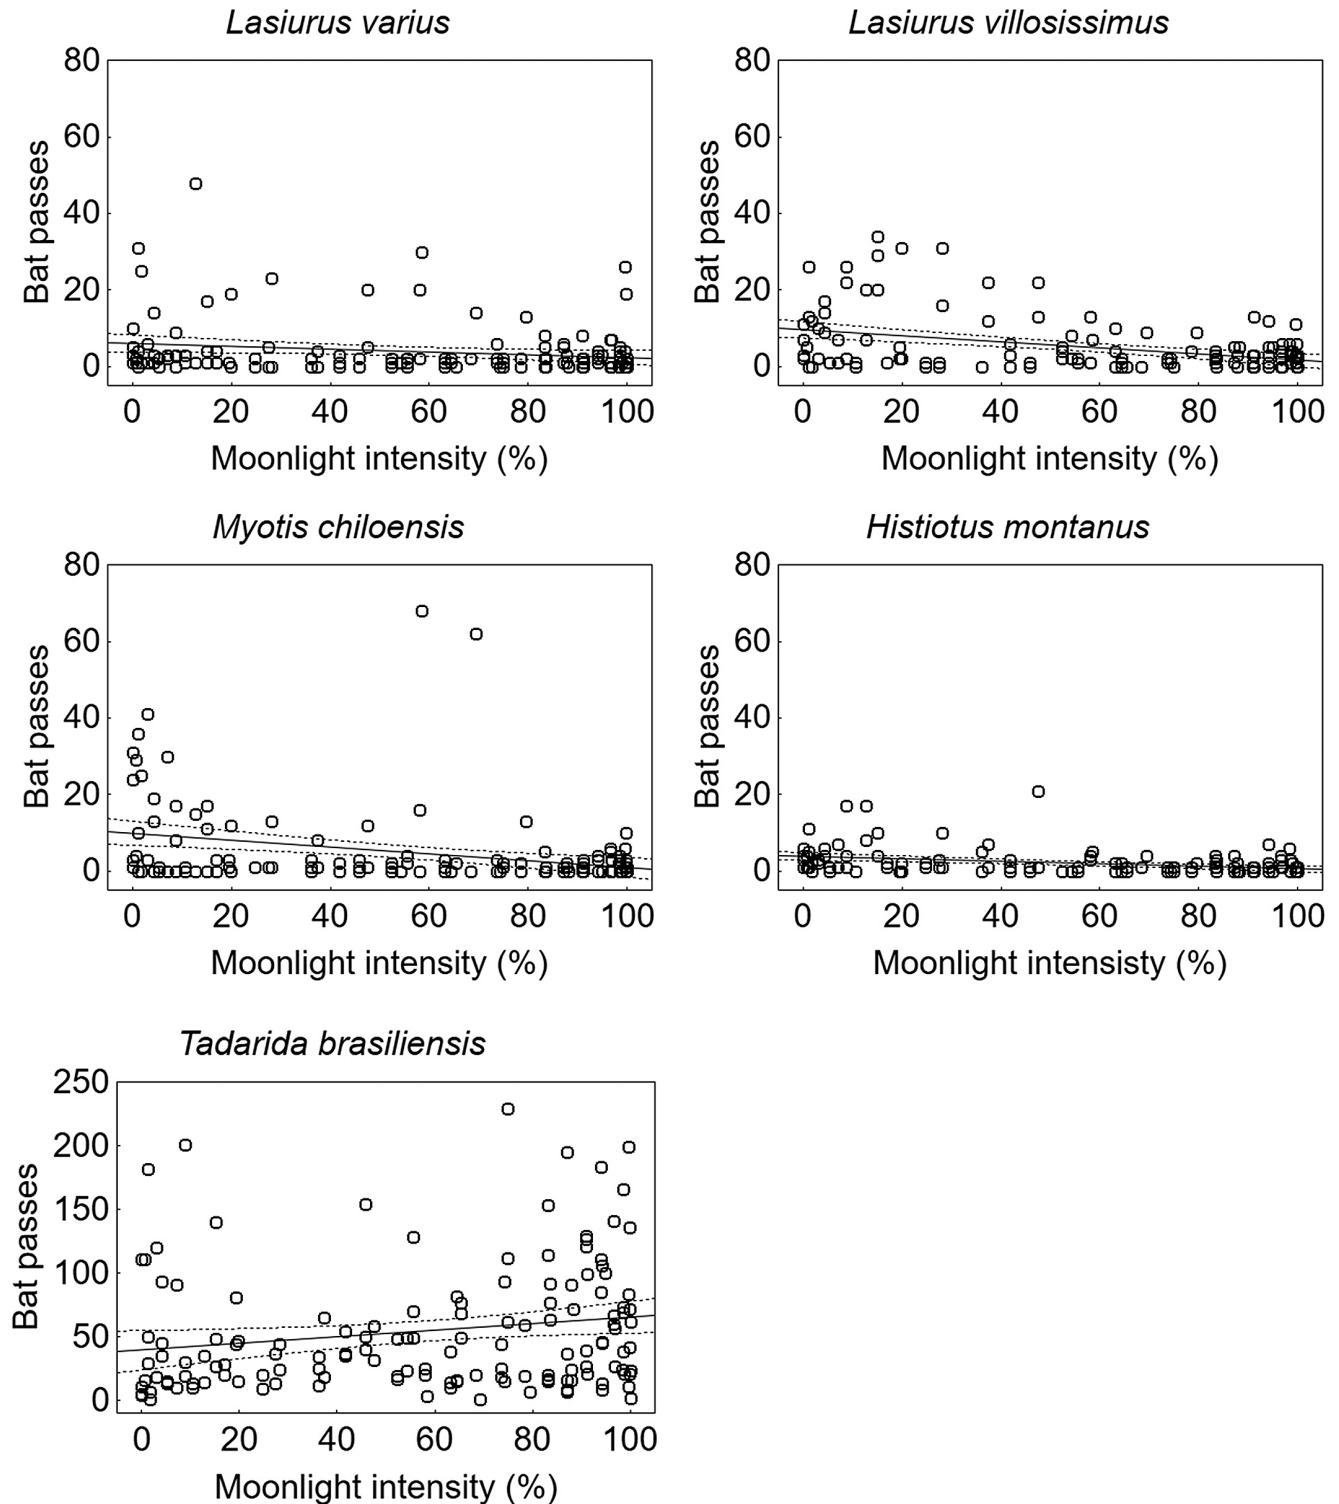 Lasiurus varius
Lasiurus villosissimus
80
60
40
20
0
Bat passes
0 20 40 60 80 100
Moonlight intensity (%)
80
60
40
20
0
Bat passes
0 20 40 60 80 100
Moonlight intensity (%)
Myotis chiloensis
Histiotus montanus
80
60
40
20
0
Bat passes
0 20 40 60 80 100
Moonlight intensity (%)
80
60
40
20
0
Bat passes
0 20 40 60 80 100
Moonlight intensisty (%)
Tadarida brasiliensis
250
200
150
100
50
0
Bat passes
0 20 40 60 80 100
Moonlight intensity (%)